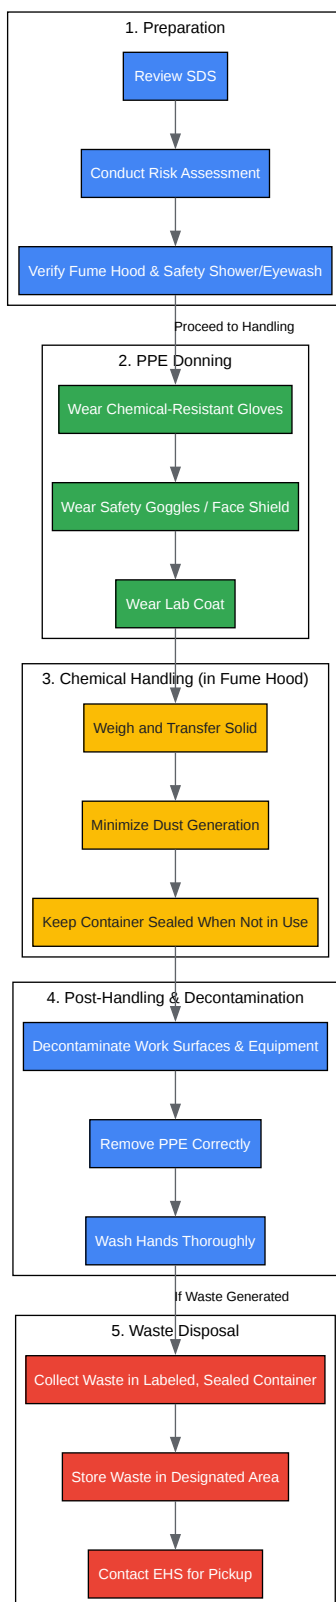 1. Preparation
Review SDS
Conduct Risk Assessment
Verify Fume Hood & Safety Shower/Eyewash
Proceed to Handling
2. PPE Donning
Wear Chemical-Resistant Gloves
Wear Safety Goggles / Face Shield
Wear Lab Coat
3. Chemical Handling (in Fume Hood)
Weigh and Transfer Solid
Minimize Dust Generation
Keep Container Sealed When Not in Use
4. Post-Handling & Decontamination
Decontaminate Work Surfaces & Equipment
Remove PPE Correctly
Wash Hands Thoroughly
If Waste Generated
5. Waste Disposal
Collect Waste in Labeled, Sealed Container
Store Waste in Designated Area
Contact EHS for Pickup